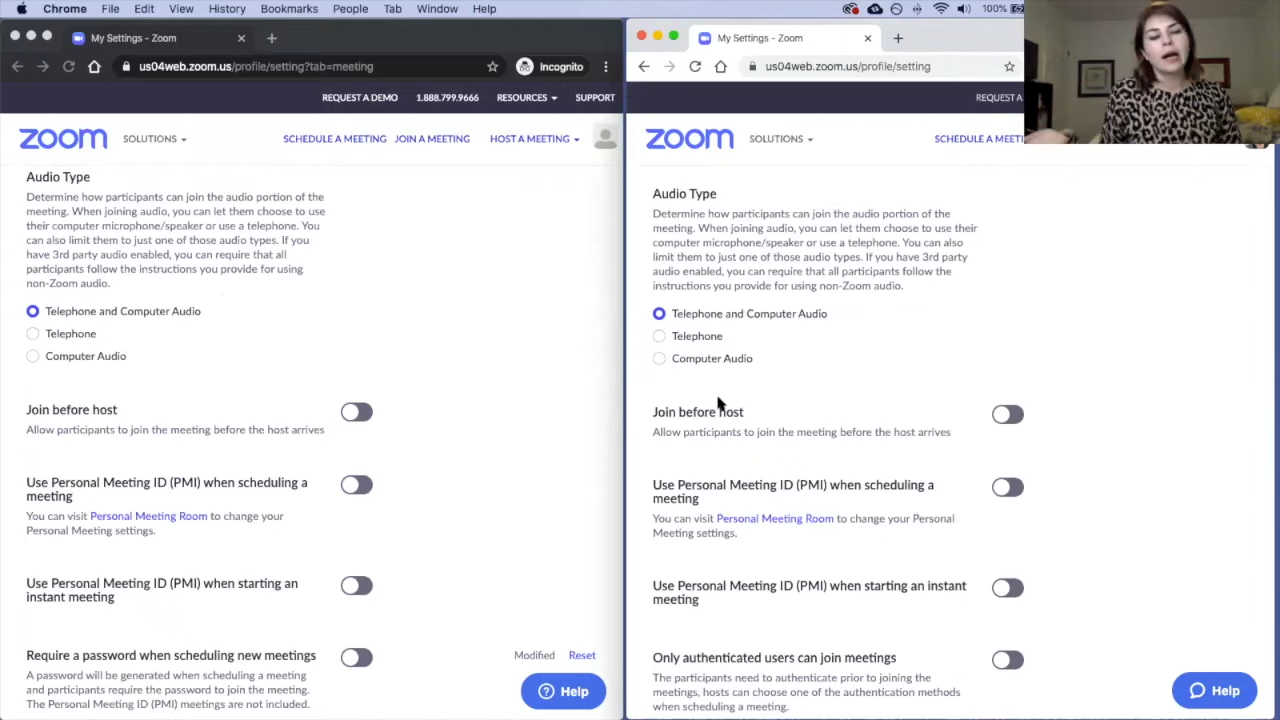 Chrome File Edit View History Bookmarks People Tab Window Help 100%
My Settings - Zoom
us04web.zoom.us/profile/setting?tab=meeting
Incognito
REQUEST A DEMO 1.888.799.9666 RESOURCES SUPPORT
zoom SOLUTIONS SCHEDULE A MEETING JOIN A MEETING HOST A MEETING
Audio Type
Determine how participants can join the audio portion of the
meeting. When joining audio, you can let them choose to use
their computer microphone/speaker or use a telephone. You
can also limit them to just one of those audio types. If you
have 3rd party audio enabled, you can require that all
participants follow the instructions you provide for using
non-Zoom audio.
Telephone and Computer Audio
Telephone
Computer Audio
Join before host
Allow participants to join the meeting before the host arrives
Use Personal Meeting ID (PMI) when scheduling a
meeting
You can visit Personal Meeting Room to change your
Personal Meeting settings.
Use Personal Meeting ID (PMI) when starting an
instant meeting
Require a password when scheduling new meetings
Modified Reset
A password will be generated when scheduling a meeting
and participants require the password to join the meeting.
The Personal Meeting ID (PMI) meetings are not included.
Help
My Settings - Zoom
us04web.zoom.us/profile/setting
REQUEST A
zoom SOLUTIONS SCHEDULE A MEETI
Audio Type
Determine how participants can join the audio portion of the
meeting. When joining audio, you can let them choose to use their
computer microphone/speaker or use a telephone. You can also
limit them to just one of those audio types. If you have 3rd party
audio enabled, you can require that all participants follow the
instructions you provide for using non-Zoom audio.
Telephone and Computer Audio
Telephone
Computer Audio
Join before host
Allow participants to join the meeting before the host arrives
Use Personal Meeting ID (PMI) when scheduling a
meeting
You can visit Personal Meeting Room to change your Personal
Meeting settings.
Use Personal Meeting ID (PMI) when starting an instant
meeting
Only authenticated users can join meetings
The participants need to authenticate prior to joining the
meetings, hosts can choose one of the authentication methods
when scheduling a meeting.
Help